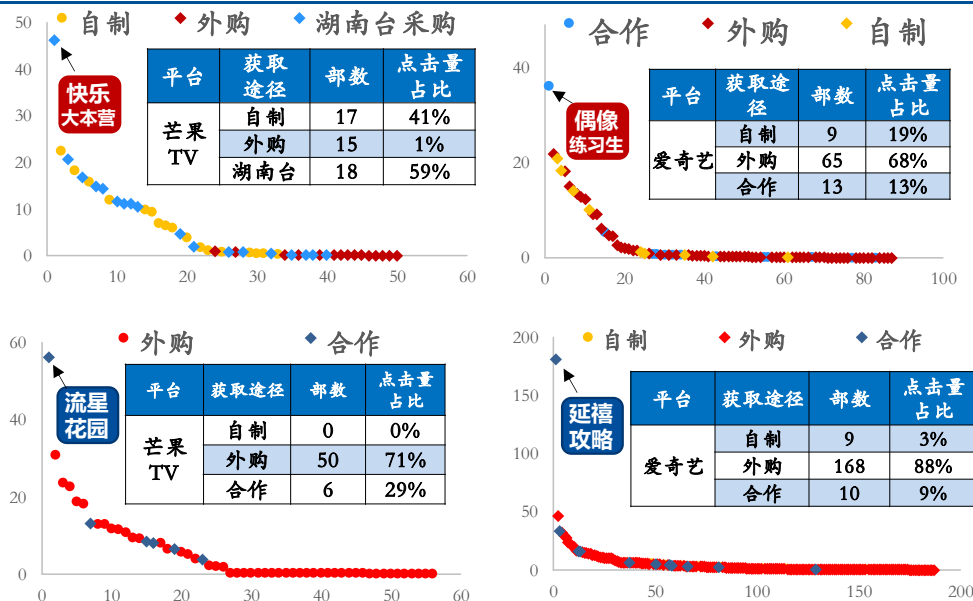 自制 外购 湖南台采购
50
40
30
20
10
0
0 10 20 30 40 50 60
快乐
大本营
平台 获取途径 部数 点击量占比
芒果TV 自制 17 41%
外购 15 1%
湖南台 18 59%
合作 外购 自制
40
20
0
0 20 40 60 80 100
偶像
练习生
平台 获取途径 部数 点击量占比
爱奇艺 自制 9 19%
外购 65 68%
合作 13 13%
外购 合作
60
40
20
0
0 10 20 30 40 50 60
流星
花园
平台 获取途径 部数 点击量占比
芒果TV 自制 0 0%
外购 50 71%
合作 6 29%
自制 外购 合作
200
150
100
50
0
0 50 100 150 200
延禧
攻略
平台 获取途径 部数 点击量占比
爱奇艺 自制 9 3%
外购 168 88%
合作 10 9%